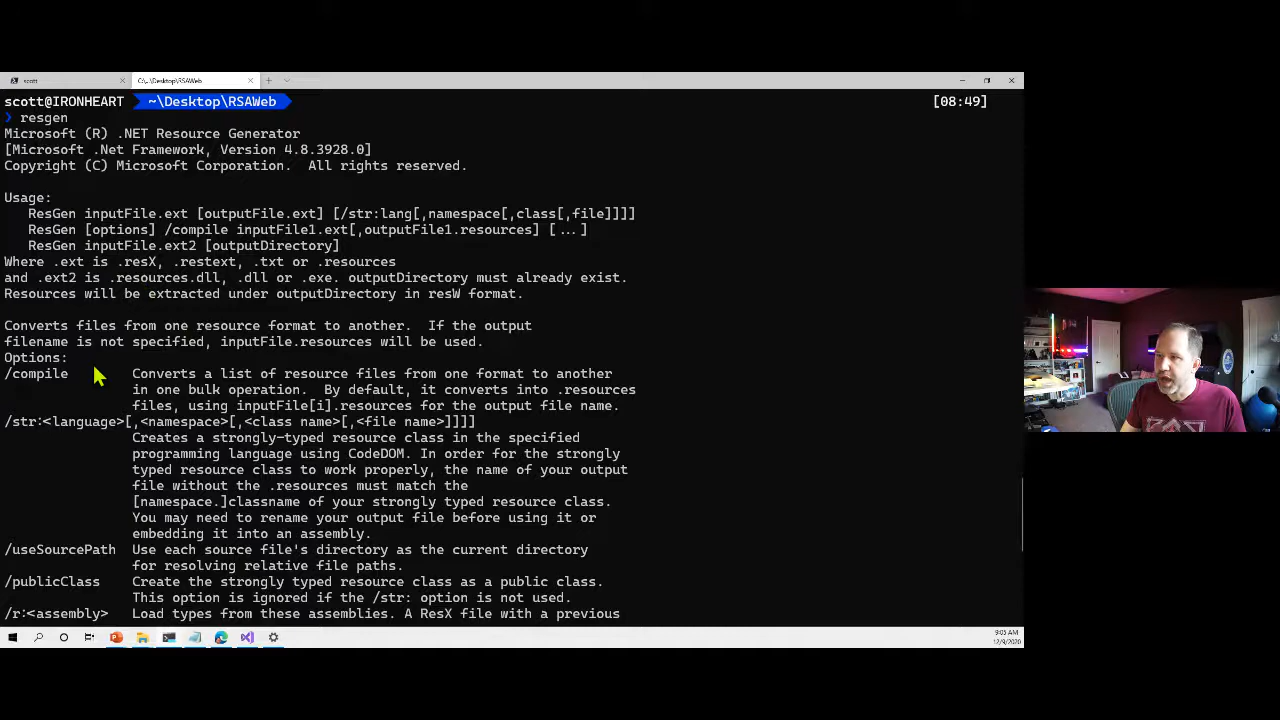 scott
C:\...\Desktop\RSAWeb
scott@IRONHEART ~\Desktop\RSAWeb [08:49]
❯ resgen
Microsoft (R) .NET Resource Generator
[Microsoft .Net Framework, Version 4.8.3928.0]
Copyright (C) Microsoft Corporation.  All rights reserved.
Usage:
ResGen inputFile.ext [outputFile.ext] [/str:lang[,namespace[,class[,file]]]]
ResGen [options] /compile inputFile1.ext[,outputFile1.resources] [...]
ResGen inputFile.ext2 [outputDirectory]
Where .ext is .resX, .restext, .txt or .resources
and .ext2 is .resources.dll, .dll or .exe. outputDirectory must already exist.
Resources will be extracted under outputDirectory in resW format.
Converts files from one resource format to another.  If the output
filename is not specified, inputFile.resources will be used.
Options:
/compile Converts a list of resource files from one format to another
in one bulk operation.  By default, it converts into .resources
files, using inputFile[i].resources for the output file name.
/str:<language>[,<namespace>[,<class name>[,<file name>]]]]
Creates a strongly-typed resource class in the specified
programming language using CodeDOM. In order for the strongly
typed resource class to work properly, the name of your output
file without the .resources must match the
[namespace.]classname of your strongly typed resource class.
You may need to rename your output file before using it or
embedding it into an assembly.
/useSourcePath Use each source file's directory as the current directory
for resolving relative file paths.
/publicClass Create the strongly typed resource class as a public class.
This option is ignored if the /str: option is not used.
/r:<assembly> Load types from these assemblies. A ResX file with a previous
9:05 AM
12/9/2020